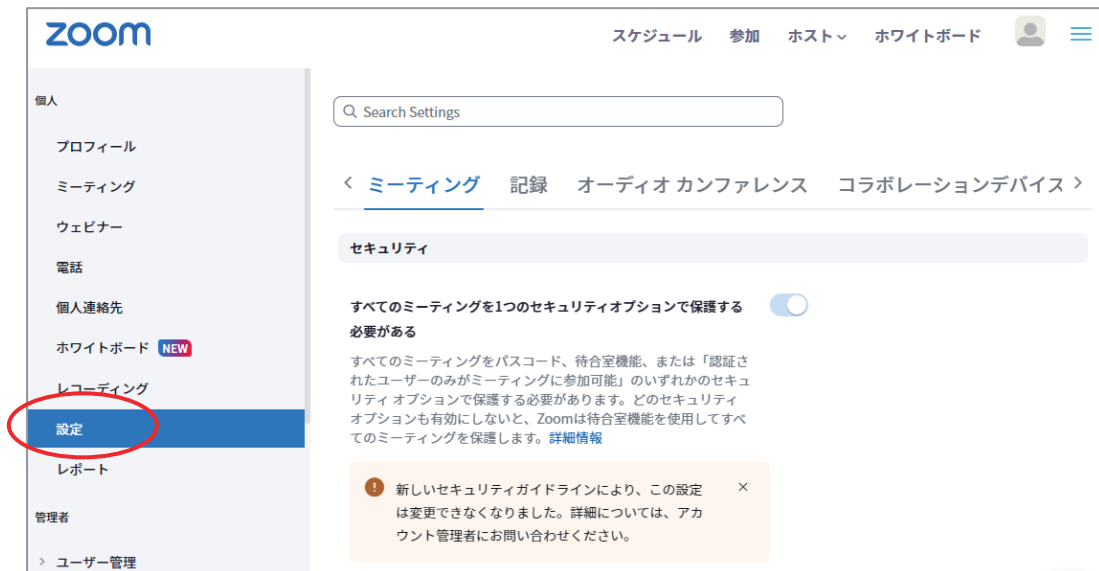 zoom
スケジュール 参加 ホスト ホワイトボード
個人
プロフィール
ミーティング
ウェビナー
電話
個人連絡先
ホワイトボード NEW
レコーディング
設定
レポート
管理者
ユーザー管理
Search Settings
ミーティング 記録 オーディオ カンファレンス コラボレーションデバイス
セキュリティ
すべてのミーティングを1つのセキュリティオプションで保護する
必要がある
すべてのミーティングをパスコード、待合室機能、または「認証さ
れたユーザーのみがミーティングに参加可能」のいずれかのセキュ
リティ オプションで保護する必要があります。どのセキュリティ
オプションも有効にしないと、Zoomは待合室機能を使用してすべ
てのミーティングを保護します。詳細情報
新しいセキュリティガイドラインにより、この設定
は変更できなくなりました。詳細については、アカ
ウント管理者にお問い合わせください。